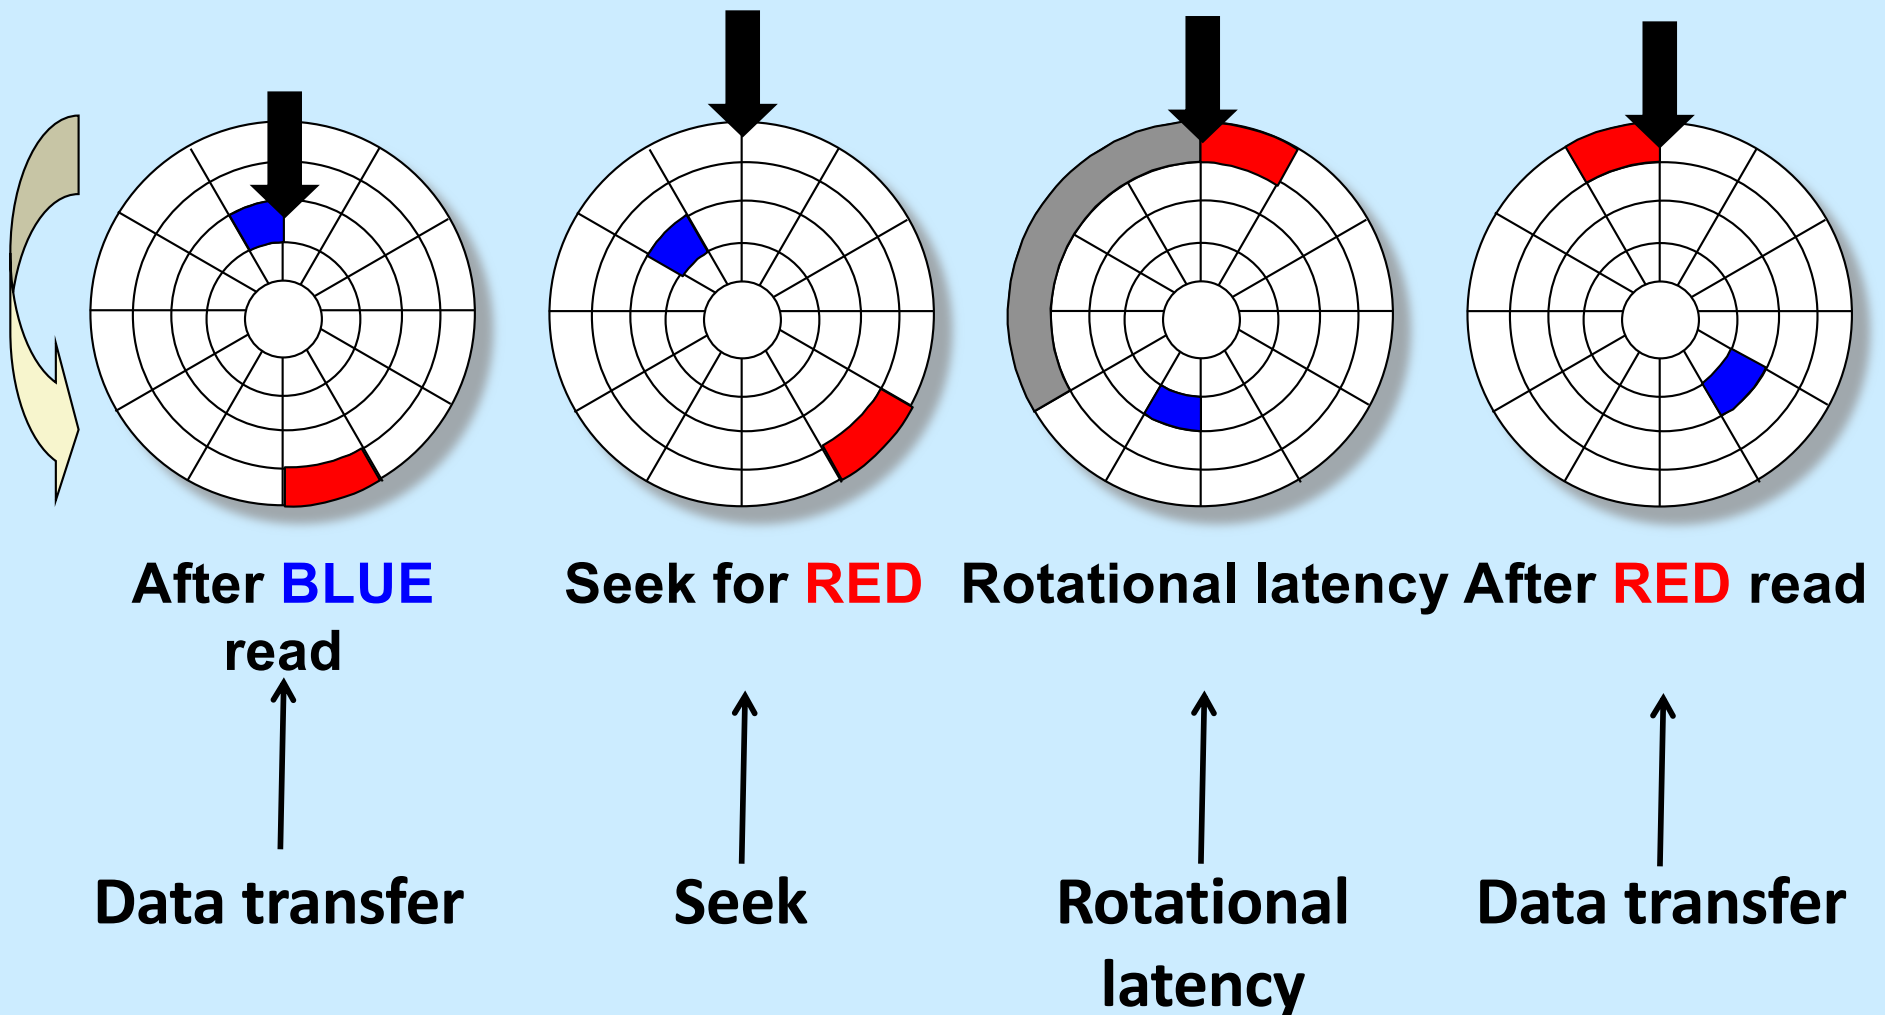 After BLUE
read
Seek for RED
Rotational latency
After RED read
Data transfer
Seek
Rotational
latency
Data transfer